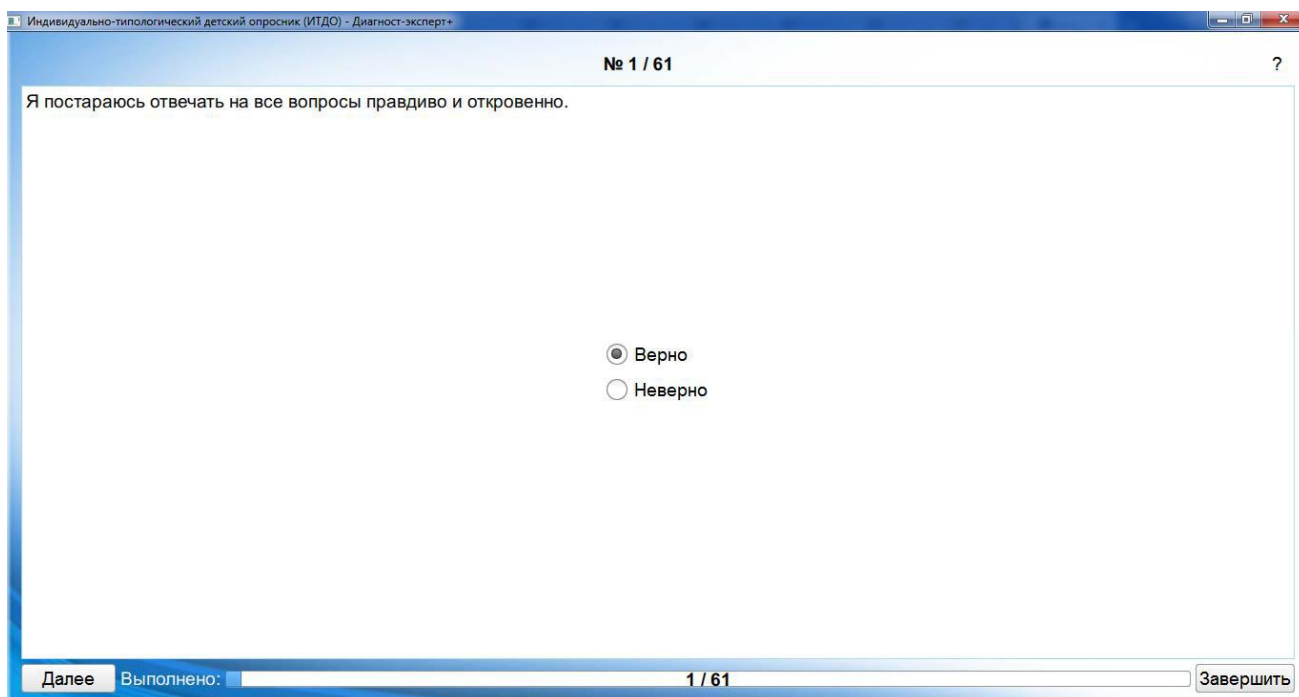 Индивидуально-типологический детский опросник (ИТДО) - Диагност-эксперт+
№ 1 / 61
?
Я постараюсь отвечать на все вопросы правдиво и откровенно.
Верно
Неверно
Далее Выполнено: 1 / 61 Завершить